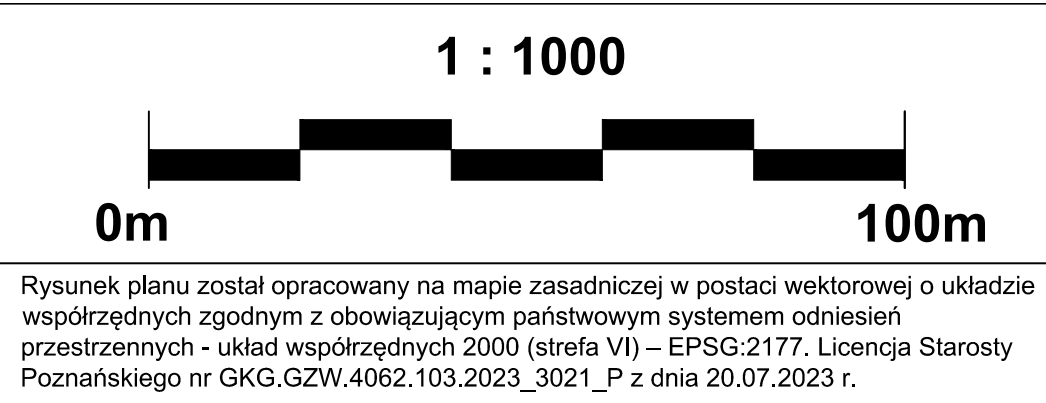 1 : 1000
0m 100m
Rysunek planu został opracowany na mapie zasadniczej w postaci wektorowej o układzie
współrzędnych zgodnym z obowiązującym państwowym systemem odniesień
przestrzennych - układ współrzędnych 2000 (strefa VI) – EPSG:2177. Licencja Starosty
Poznańskiego nr GKG.GZW.4062.103.2023_3021_P z dnia 20.07.2023 r.